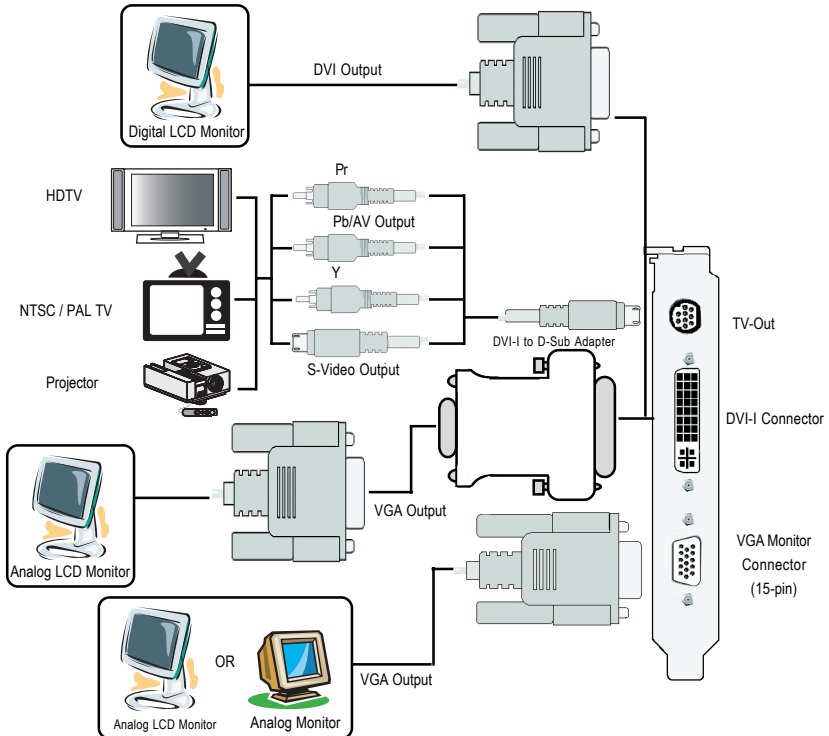 DVI Output
Digital LCD Monitor
HDTV
Pr
Pb/AV Output
Y
NTSC / PAL TV
S-Video Output
DVI-I to D-Sub Adapter
TV-Out
Projector
DVI-I Connector
VGA Output
Analog LCD Monitor
VGA Monitor
Connector
(15-pin)
OR
VGA Output
Analog LCD Monitor
Analog Monitor